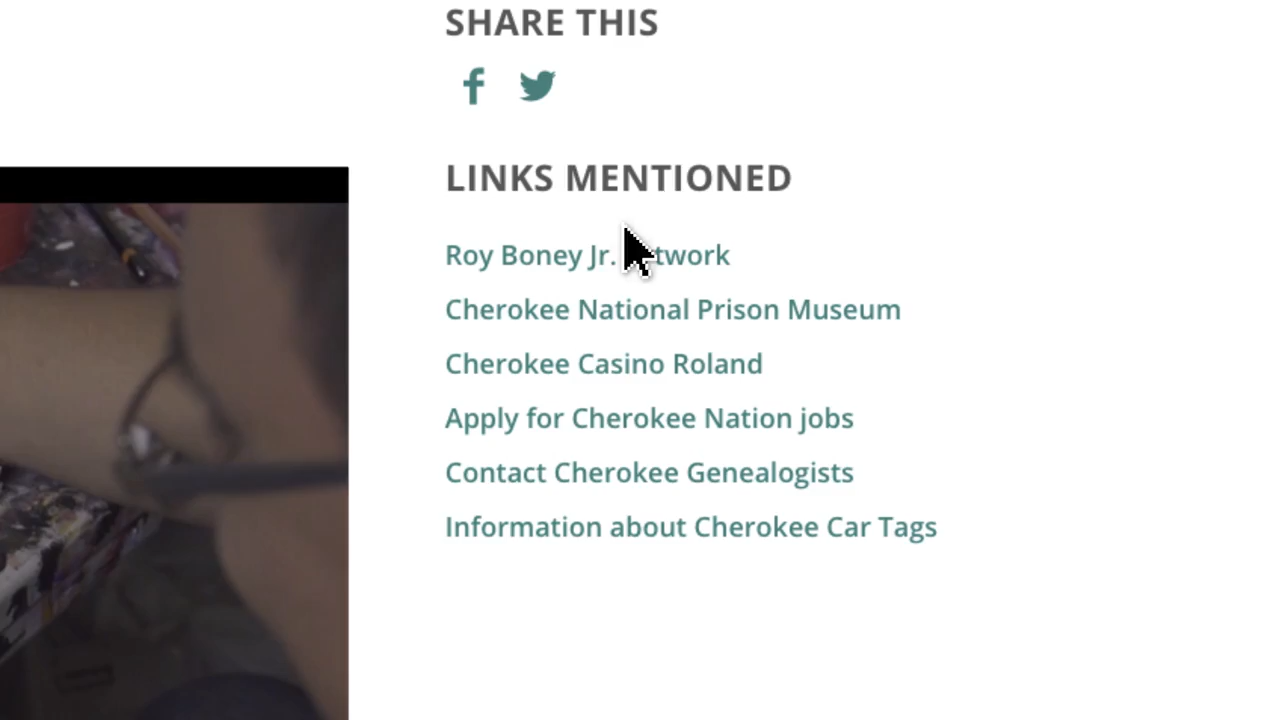 SHARE THIS
LINKS MENTIONED
Roy Boney Jr. twork
Cherokee National Prison Museum
Cherokee Casino Roland
Apply for Cherokee Nation jobs
Contact Cherokee Genealogists
Information about Cherokee Car Tags